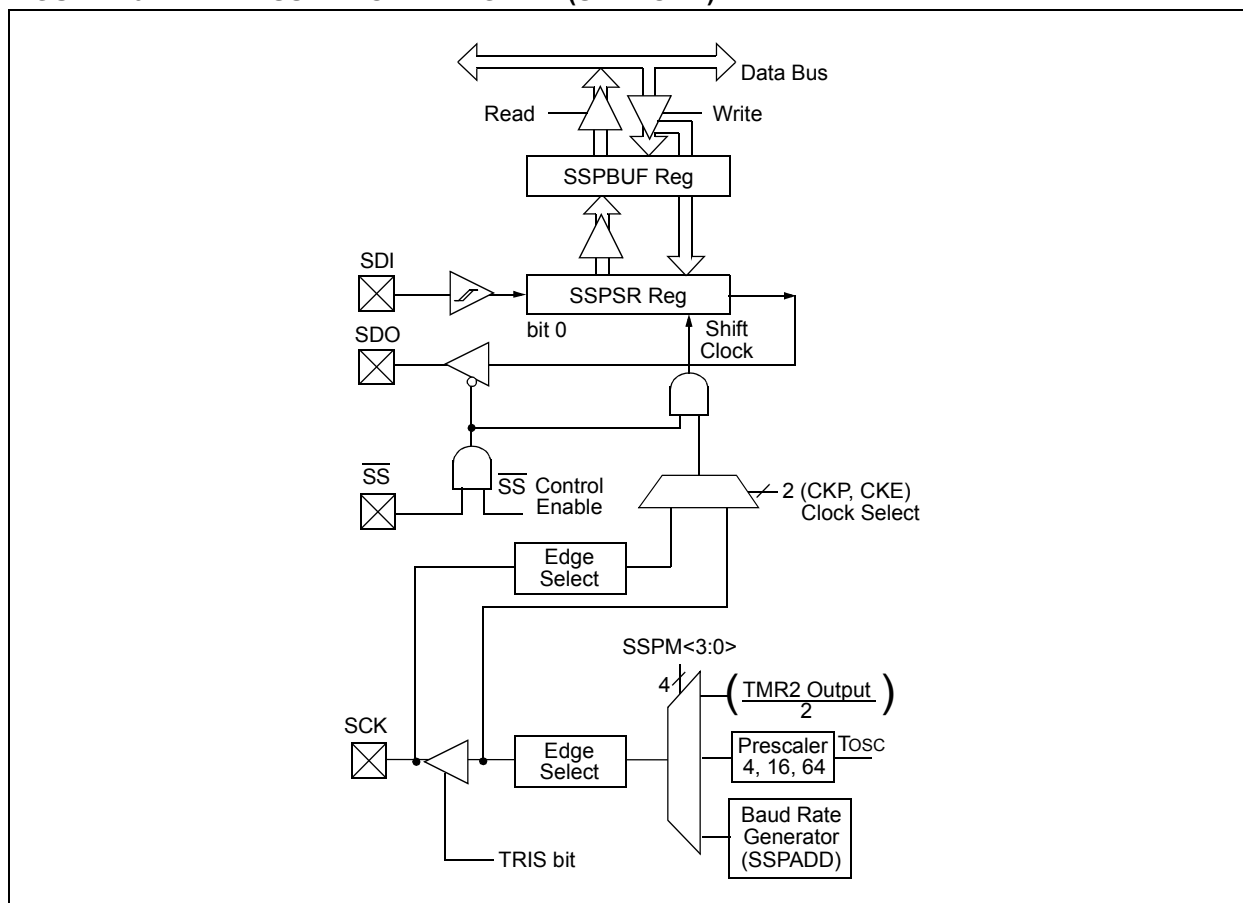 Data Bus
Read
Write
SSPBUF Reg
SDI
SSPSR Reg
bit 0
Shift
Clock
SDO
SS
SS Control
Enable
2 (CKP, CKE)
Clock Select
Edge
Select
SSPM<3:0>
4
(TMR2 Output)
2
SCK
Edge
Select
Prescaler
4, 16, 64
TOSC
Baud Rate
Generator
(SSPADD)
TRIS bit